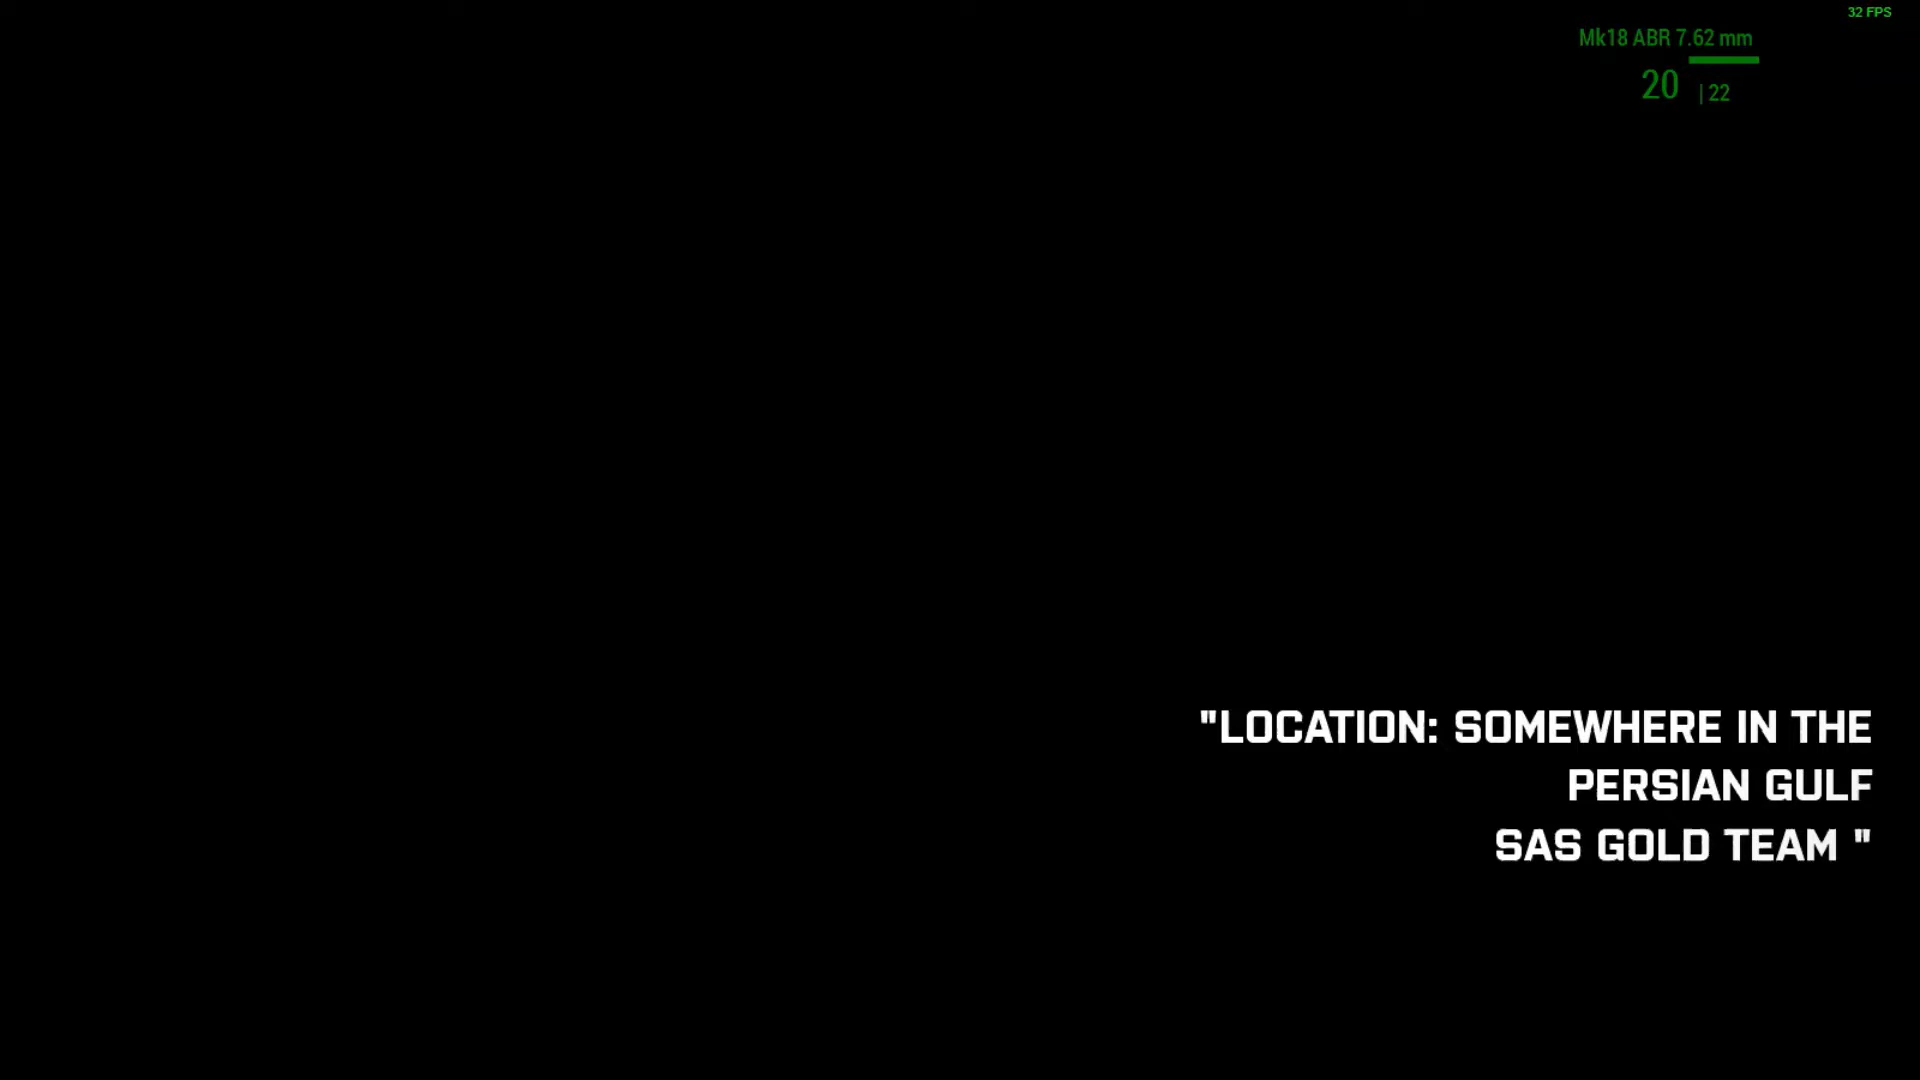 32 FPS
Mk18 ABR 7.62 mm
20 | 22
"LOCATION: SOMEWHERE IN THE
PERSIAN GULF
SAS GOLD TEAM "